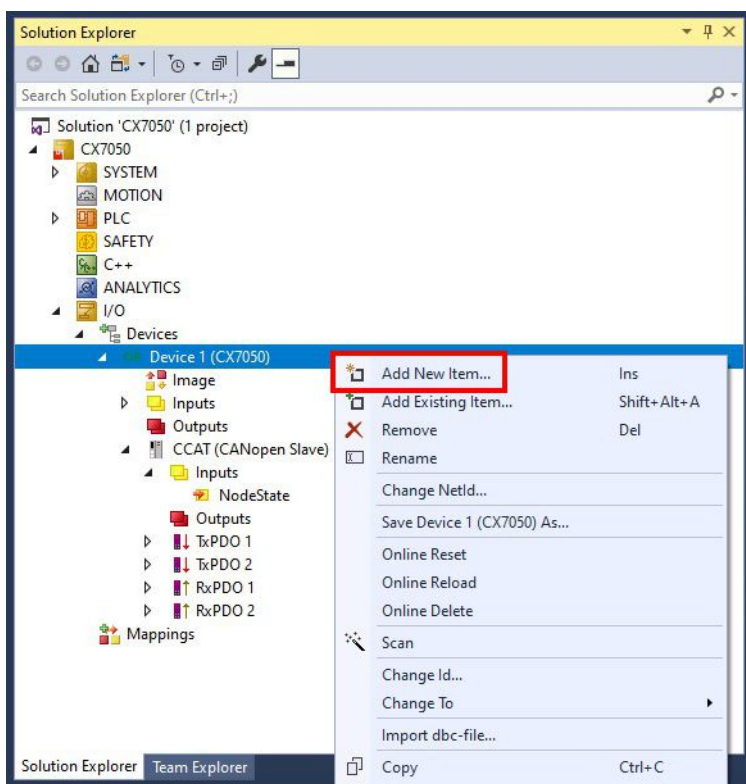 Solution Explorer
Search Solution Explorer (Ctrl+;)
Solution 'CX7050' (1 project)
CX7050
SYSTEM
MOTION
PLC
SAFETY
C++
ANALYTICS
I/O
Devices
Device 1 (CX7050)
Image
Inputs
Outputs
CCAT (CANopen Slave)
Inputs
NodeState
Outputs
TxPDO 1
TxPDO 2
RxPDO 1
RxPDO 2
Mappings
Add New Item... Ins
Add Existing Item... Shift+Alt+A
Remove Del
Rename
Change NetId...
Save Device 1 (CX7050) As...
Online Reset
Online Reload
Online Delete
Scan
Change Id...
Change To
Import dbc-file...
Copy Ctrl+C
Solution Explorer Team Explorer